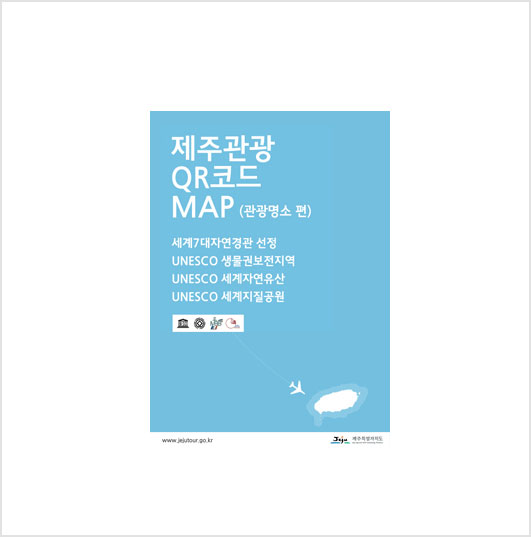 제주관광
QR코드
MAP (관광명소 편)
세계7대자연경관 선정
UNESCO 생물권보전지역
UNESCO 세계자연유산
UNESCO 세계지질공원
www.jejutour.go.kr
Jeju 제주특별자치도